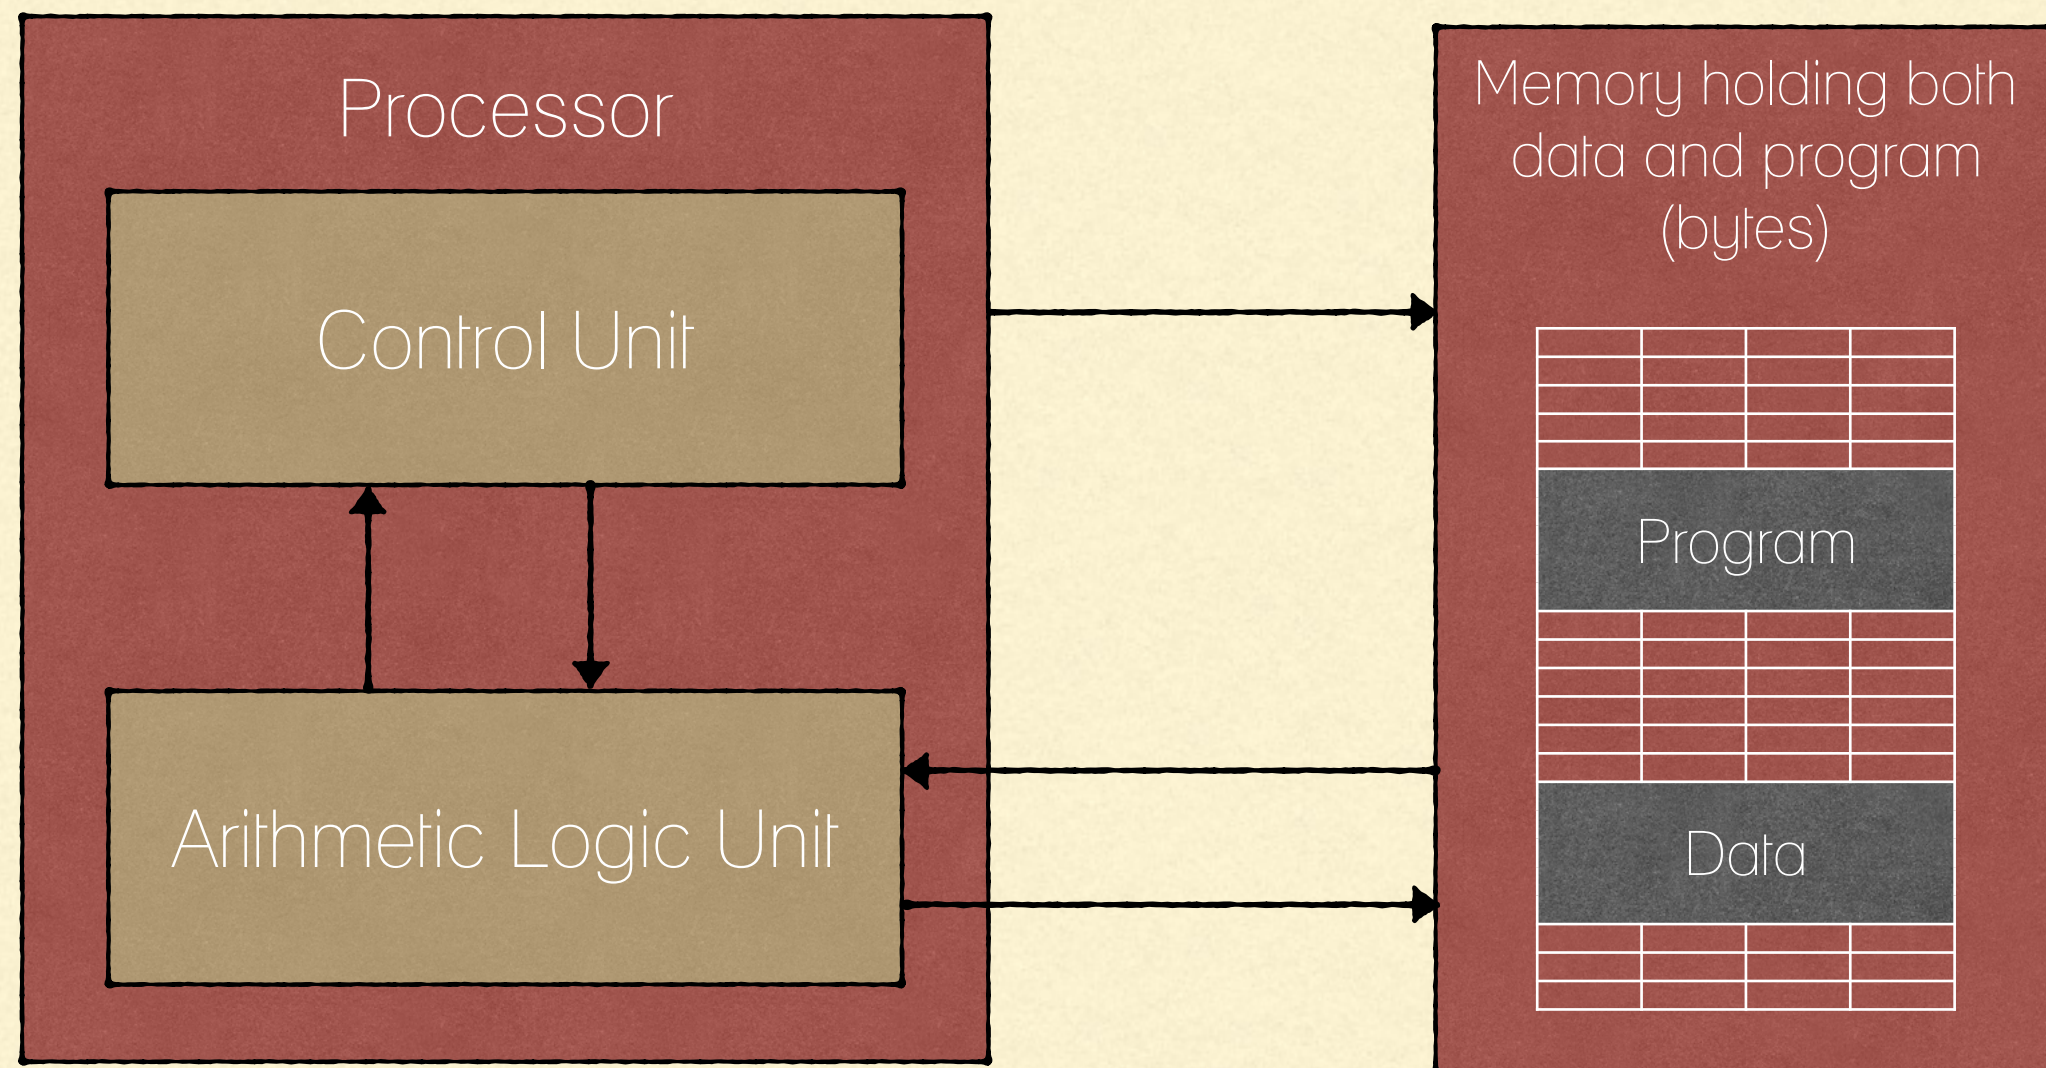 Processor
Control Unit
Arithmetic Logic Unit
Memory holding both
data and program
(bytes)
Program
Data